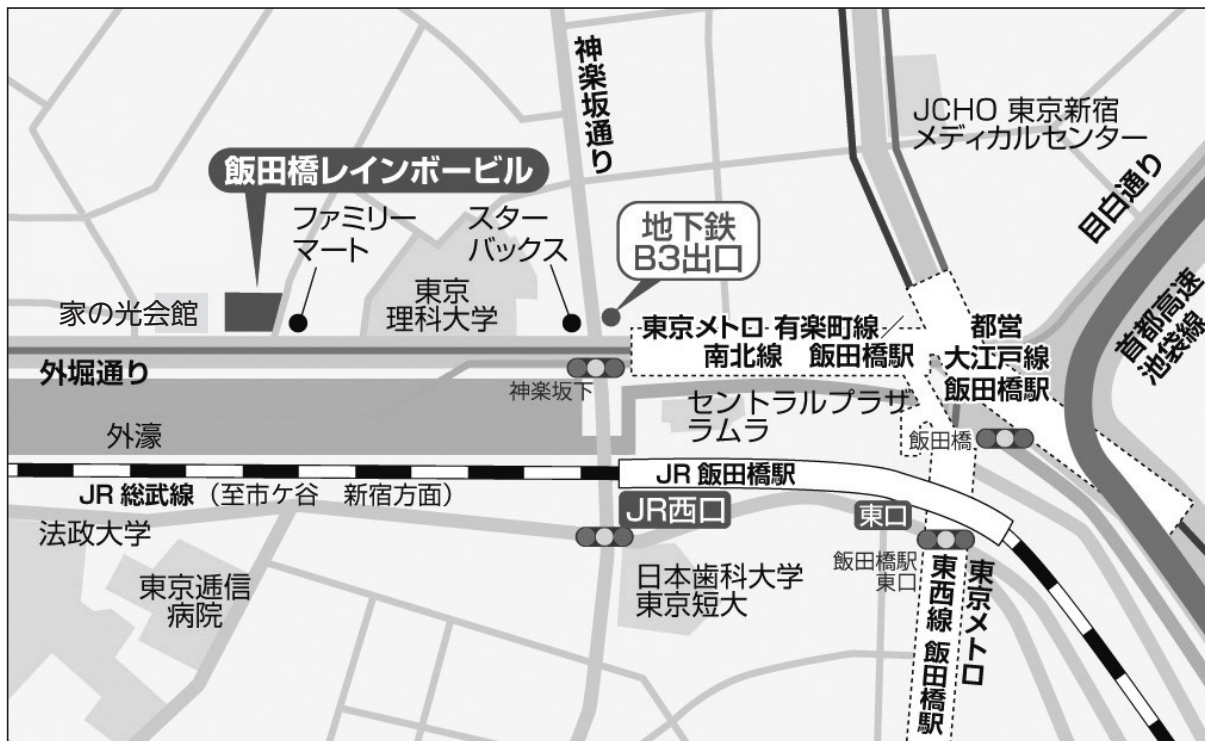 神楽坂通り
JCHO 東京新宿
メディカルセンター
目白通り
首都高速
池袋線
飯田橋レインボービル
ファミリー
マート
スター
バックス
地下鉄
B3出口
家の光会館
東京
理科大学
東京メトロ 有楽町線
南北線 飯田橋駅
都営
大江戸線
飯田橋駅
外堀通り
神楽坂下
セントラルプラザ
ラムラ
飯田橋
外濠
JR 飯田橋駅
JR 総武線（至市ケ谷 新宿方面）
JR西口
東口
法政大学
東京逓信
病院
日本歯科大学
東京短大
飯田橋駅
東口
東京メトロ
東西線 飯田橋駅